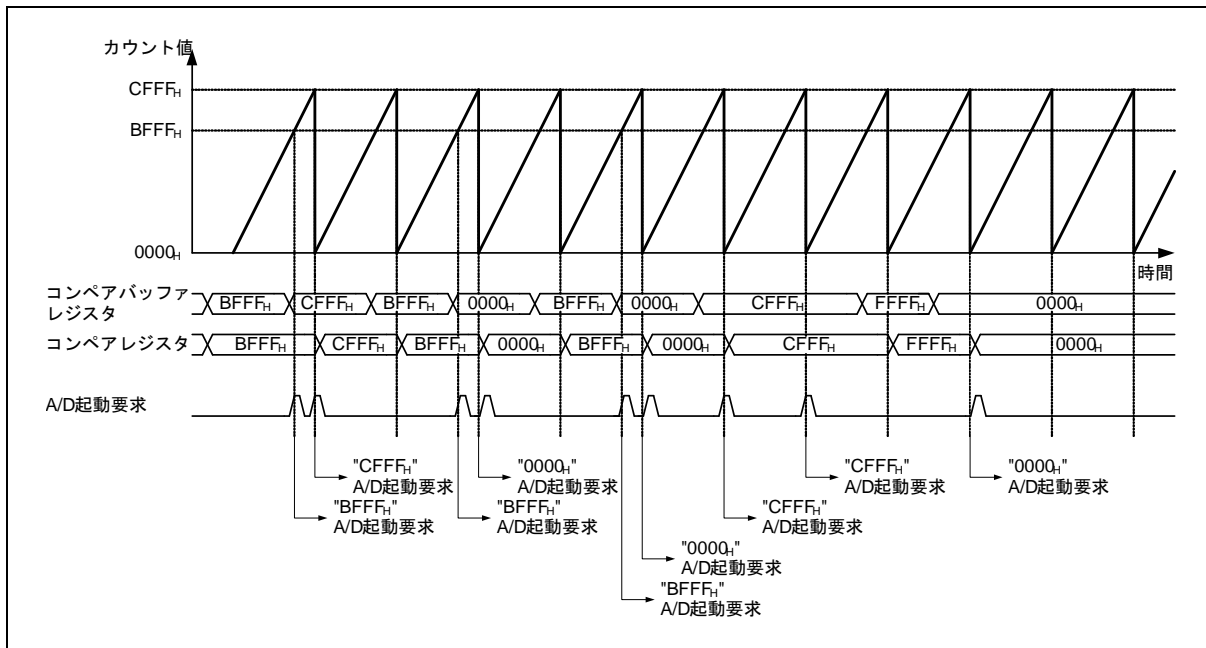 カウント値
CFFFH
BFFFH
0000H
時間
コンペアバッファ
レジスタ
BFFFH CFFFH BFFFH 0000H BFFFH 0000H CFFFH FFFFH 0000H
コンペアレジスタ
BFFFH CFFFH BFFFH 0000H BFFFH 0000H CFFFH FFFFH 0000H
A/D起動要求
"CFFFH"
A/D起動要求
"0000H"
A/D起動要求
"CFFFH"
A/D起動要求
"0000H"
A/D起動要求
"BFFFH"
A/D起動要求
"BFFFH"
A/D起動要求
"CFFFH"
A/D起動要求
"0000H"
A/D起動要求
"BFFFH"
A/D起動要求